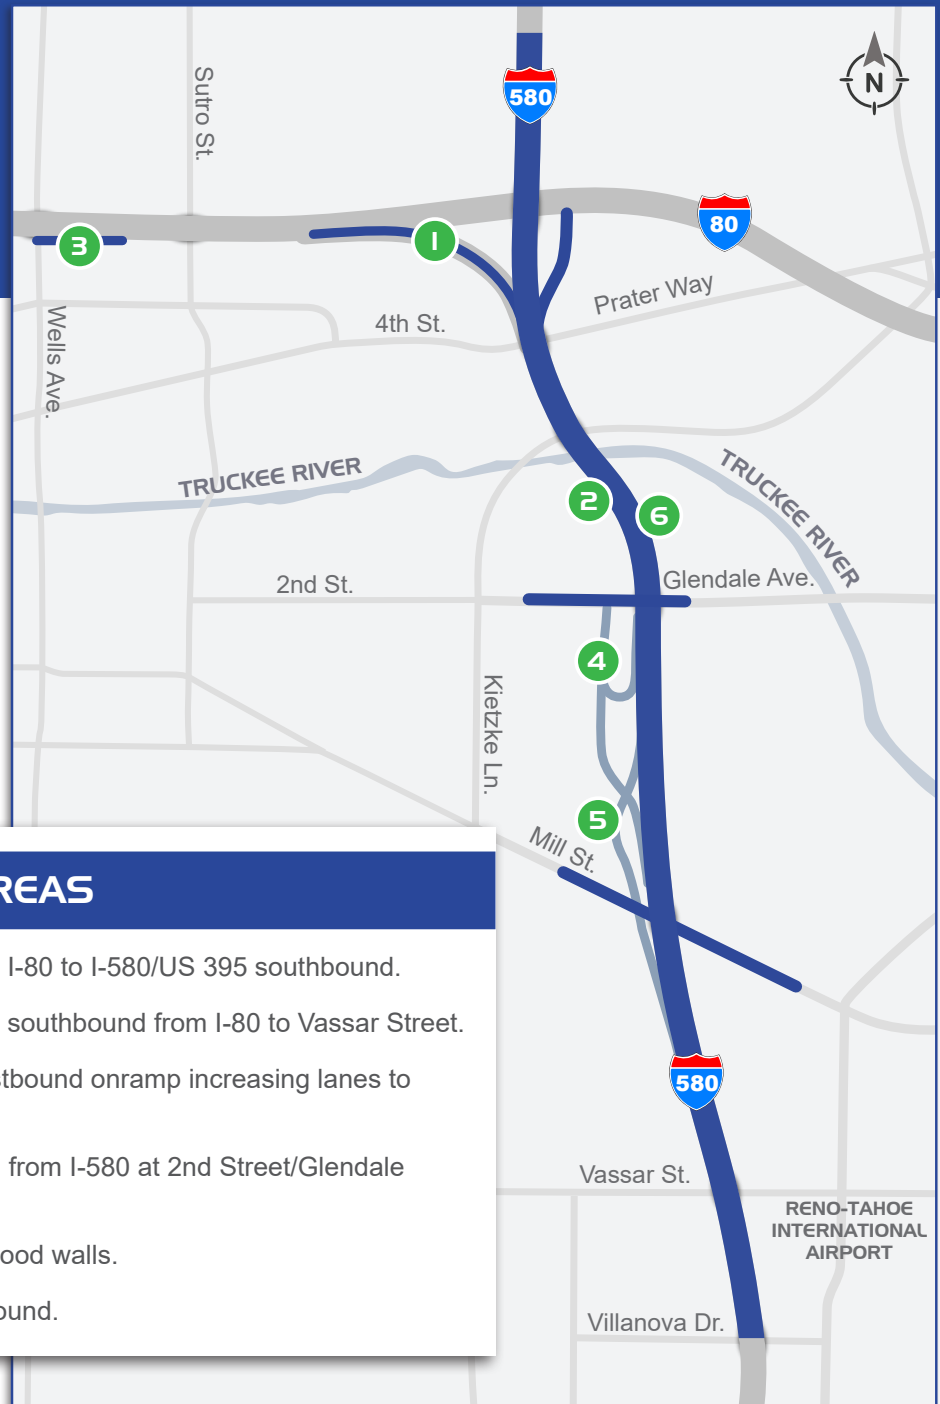 580
N
Sutro St.
80
3
1
Prater Way
4th St.
Wells Ave.
TRUCKEE RIVER
TRUCKEE RIVER
2
6
2nd St.
Glendale Ave.
4
Kietzke Ln.
5
Mill St.
REAS
I-80 to I-580/US 395 southbound.
southbound from I-80 to Vassar Street.
stbound onramp increasing lanes to
from I-580 at 2nd Street/Glendale
ood walls.
ound.
580
Vassar St.
RENO-TAHOE
INTERNATIONAL
AIRPORT
Villanova Dr.